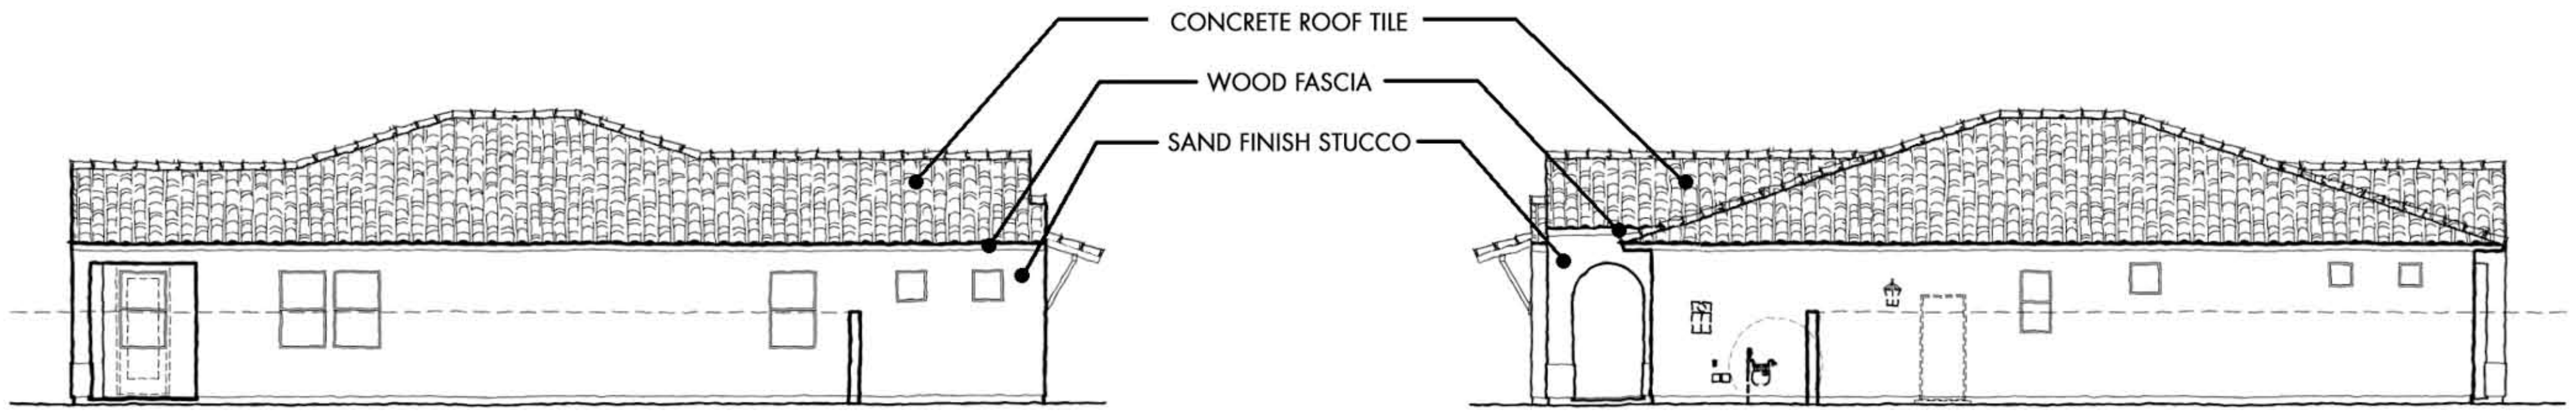 CONCRETE ROOF TILE
WOOD FASCIA
SAND FINISH STUCCO